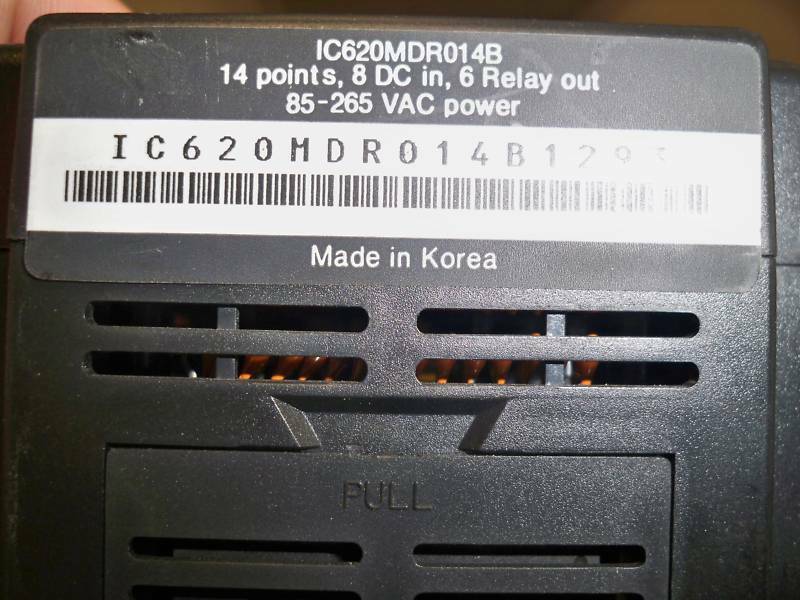 IC620MDR014B
14 points, 8 DC in, 6 Relay out
85-265 VAC power
IC620MDR014B129
Made in Korea
PULL